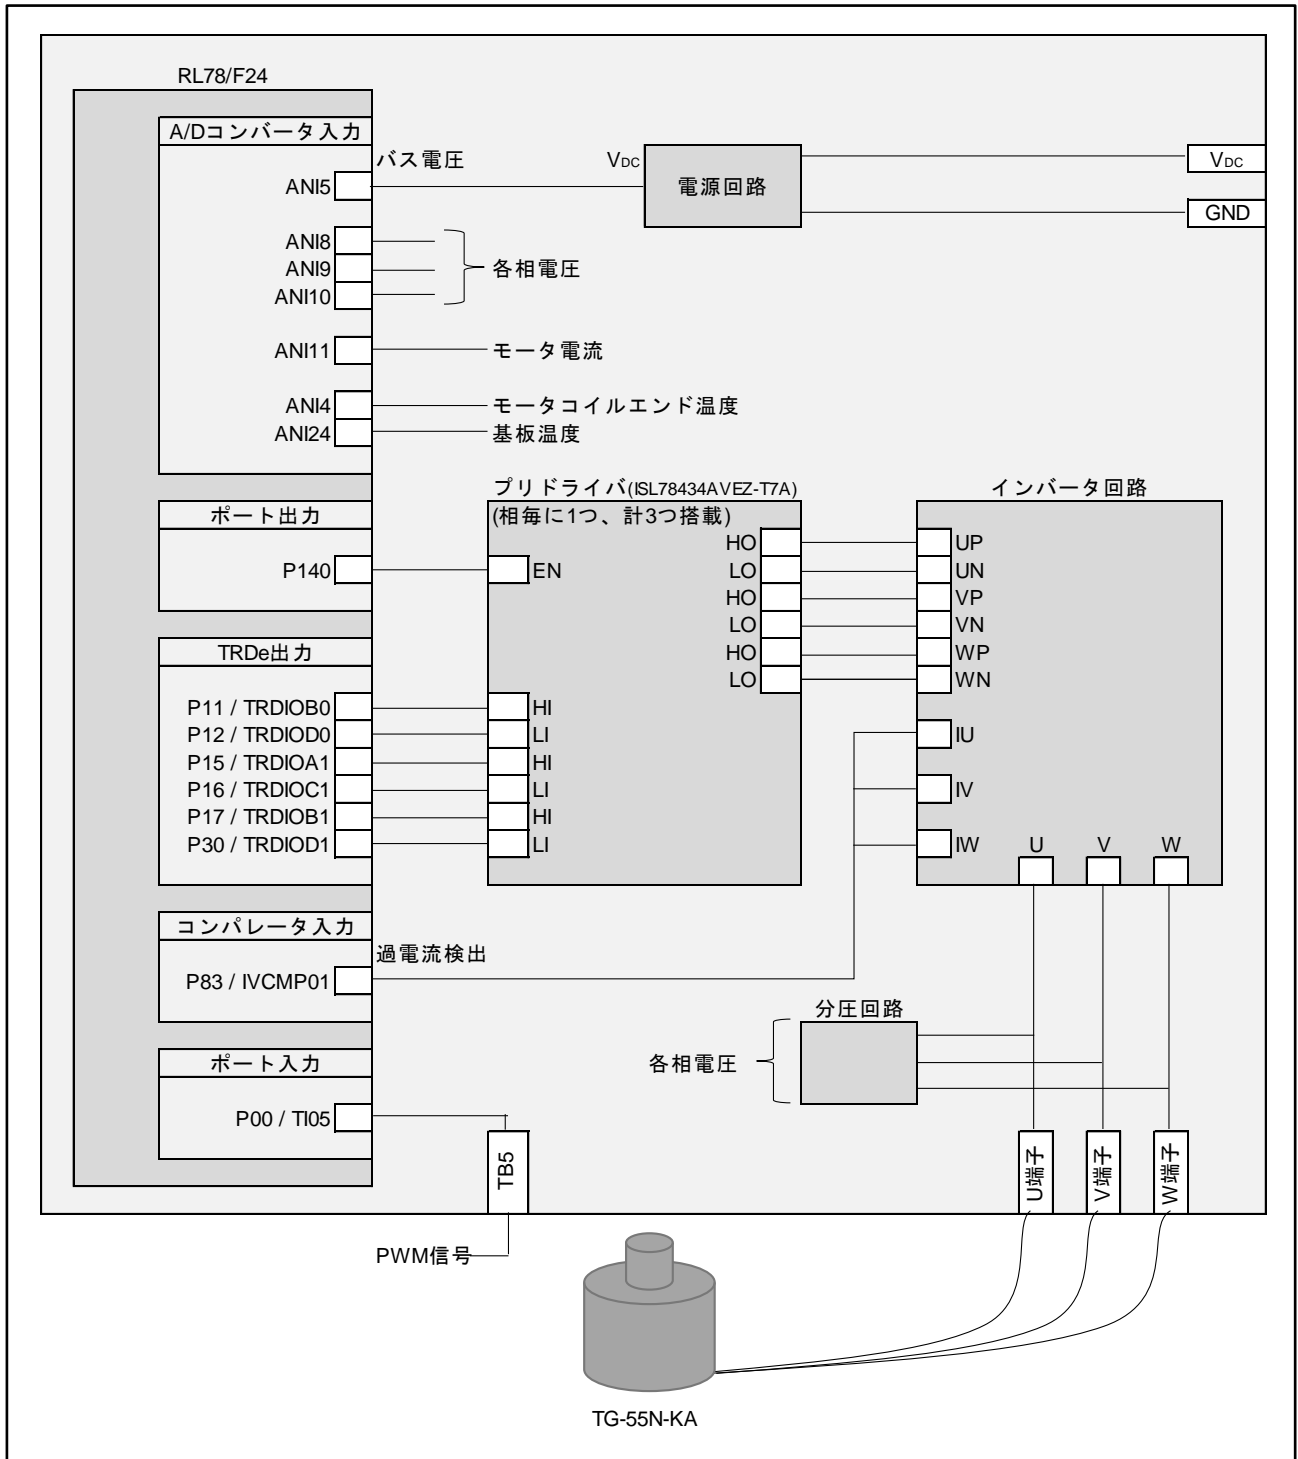 RL78/F24
A/Dコンバータ入力
バス電圧
ANI5
VDC
電源回路
VDC
GND
ANI8
ANI9
ANI10
各相電圧
ANI11
モータ電流
ANI4
モータコイルエンド温度
ANI24
基板温度
ポート出力
P140
プリドライバ(ISL78434AVEZ-T7A)
(相毎に1つ、計3つ搭載)
EN
HO
LO
HO
LO
HO
LO
インバータ回路
UP
UN
VP
VN
WP
WN
TRDe出力
P11 / TRDIOB0
P12 / TRDIOD0
P15 / TRDIOA1
P16 / TRDIOC1
P17 / TRDIOB1
P30 / TRDIOD1
HI
LI
HI
LI
HI
LI
IU
IV
IW
U
V
W
コンパレータ入力
過電流検出
P83 / IVCMP01
分圧回路
各相電圧
ポート入力
P00 / TI05
TB5
U端子
V端子
W端子
PWM信号
TG-55N-KA